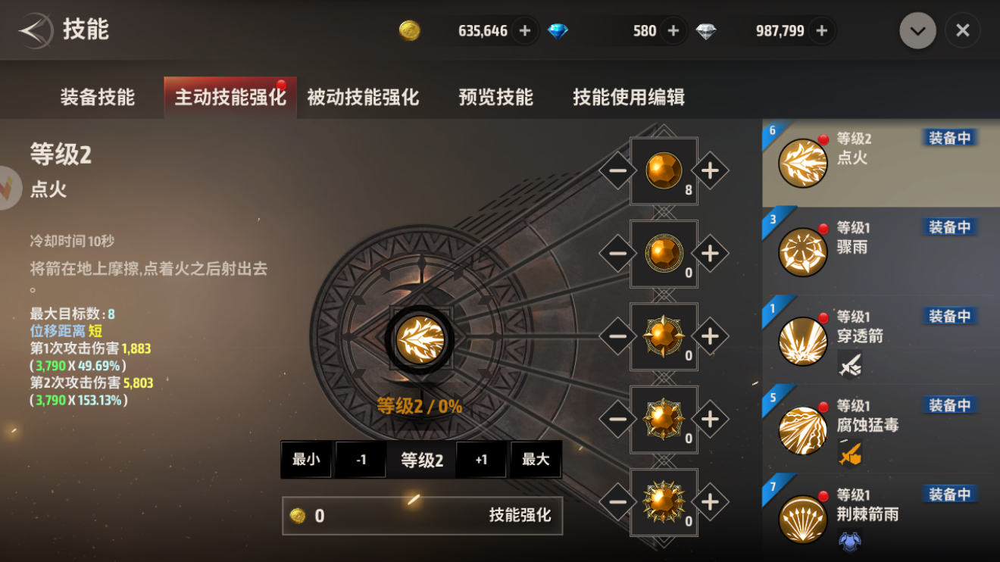 技能
635,646
580
987,799
装备技能
主动技能强化
被动技能强化
预览技能
技能使用编辑
等级2
点火
冷却时间10秒
将箭在地上摩擦,点着火之后射出去
。
最大目标数:8
位移距离 短
第1次攻击伤害 1,883
(3,790 X 49.69%)
第2次攻击伤害 5,803
(3,790 X 153.13%)
等级2 / 0%
最小
-1
等级2
+1
最大
0
技能强化
8
0
0
0
0
6
等级2
点火
装备中
3
等级1
骤雨
装备中
1
等级1
穿透箭
装备中
5
等级1
腐蚀猛毒
装备中
7
等级1
荆棘箭雨
装备中